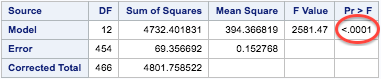 Source DF Sum of Squares Mean Square F Value Pr > F
Model 12 4732.401831 394.366819 2581.47 <.0001
Error 454 69.356692 0.152768
Corrected Total 466 4801.758522